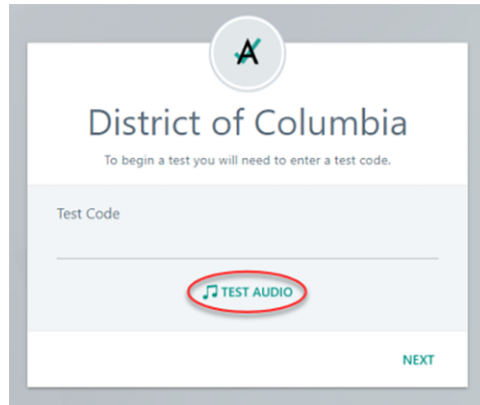 District of Columbia
To begin a test you will need to enter a test code.
Test Code
TEST AUDIO
NEXT